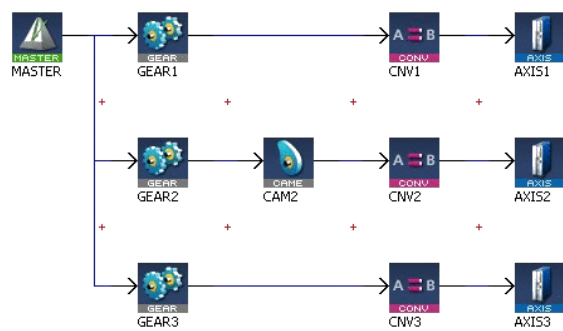 MASTER GEAR A B CONV AXIS
MASTER GEAR1 CNV1 AXIS1
GEAR CAME A B CONV AXIS
GEAR2 CAM2 CNV2 AXIS2
GEAR A B CONV AXIS
GEAR3 CNV3 AXIS3